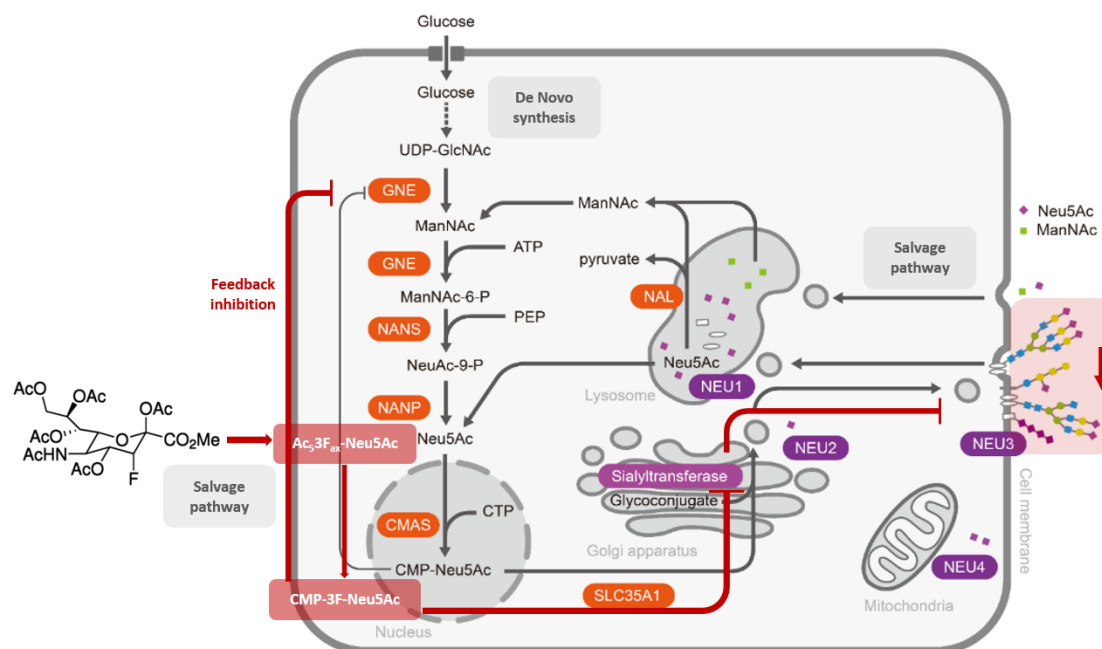 Glucose
Glucose
De Novo
synthesis
UDP-GlcNAc
GNE
ManNAc
ManNAc
Neu5Ac
ManNAc
ATP
Salvage
pathway
pyruvate
GNE
Feedback
inhibition
NAL
ManNAc-6-P
PEP
NANS
NeuAc-9-P
Neu5Ac
NEU1
Lysosome
NANP
OAc
AcO
OAc
OAc
AcO
CO₂Me
AcHN
O
AcO
F
Ac₅3Fₐₓ-Neu5Ac
Neu5Ac
NEU2
NEU3
Salvage
pathway
Sialyltransferase
Glycoconjugate
CTP
CMAS
Golgi apparatus
Cell membrane
CMP-Neu5Ac
NEU4
CMP-3F-Neu5Ac
SLC35A1
Mitochondria
Nucleus